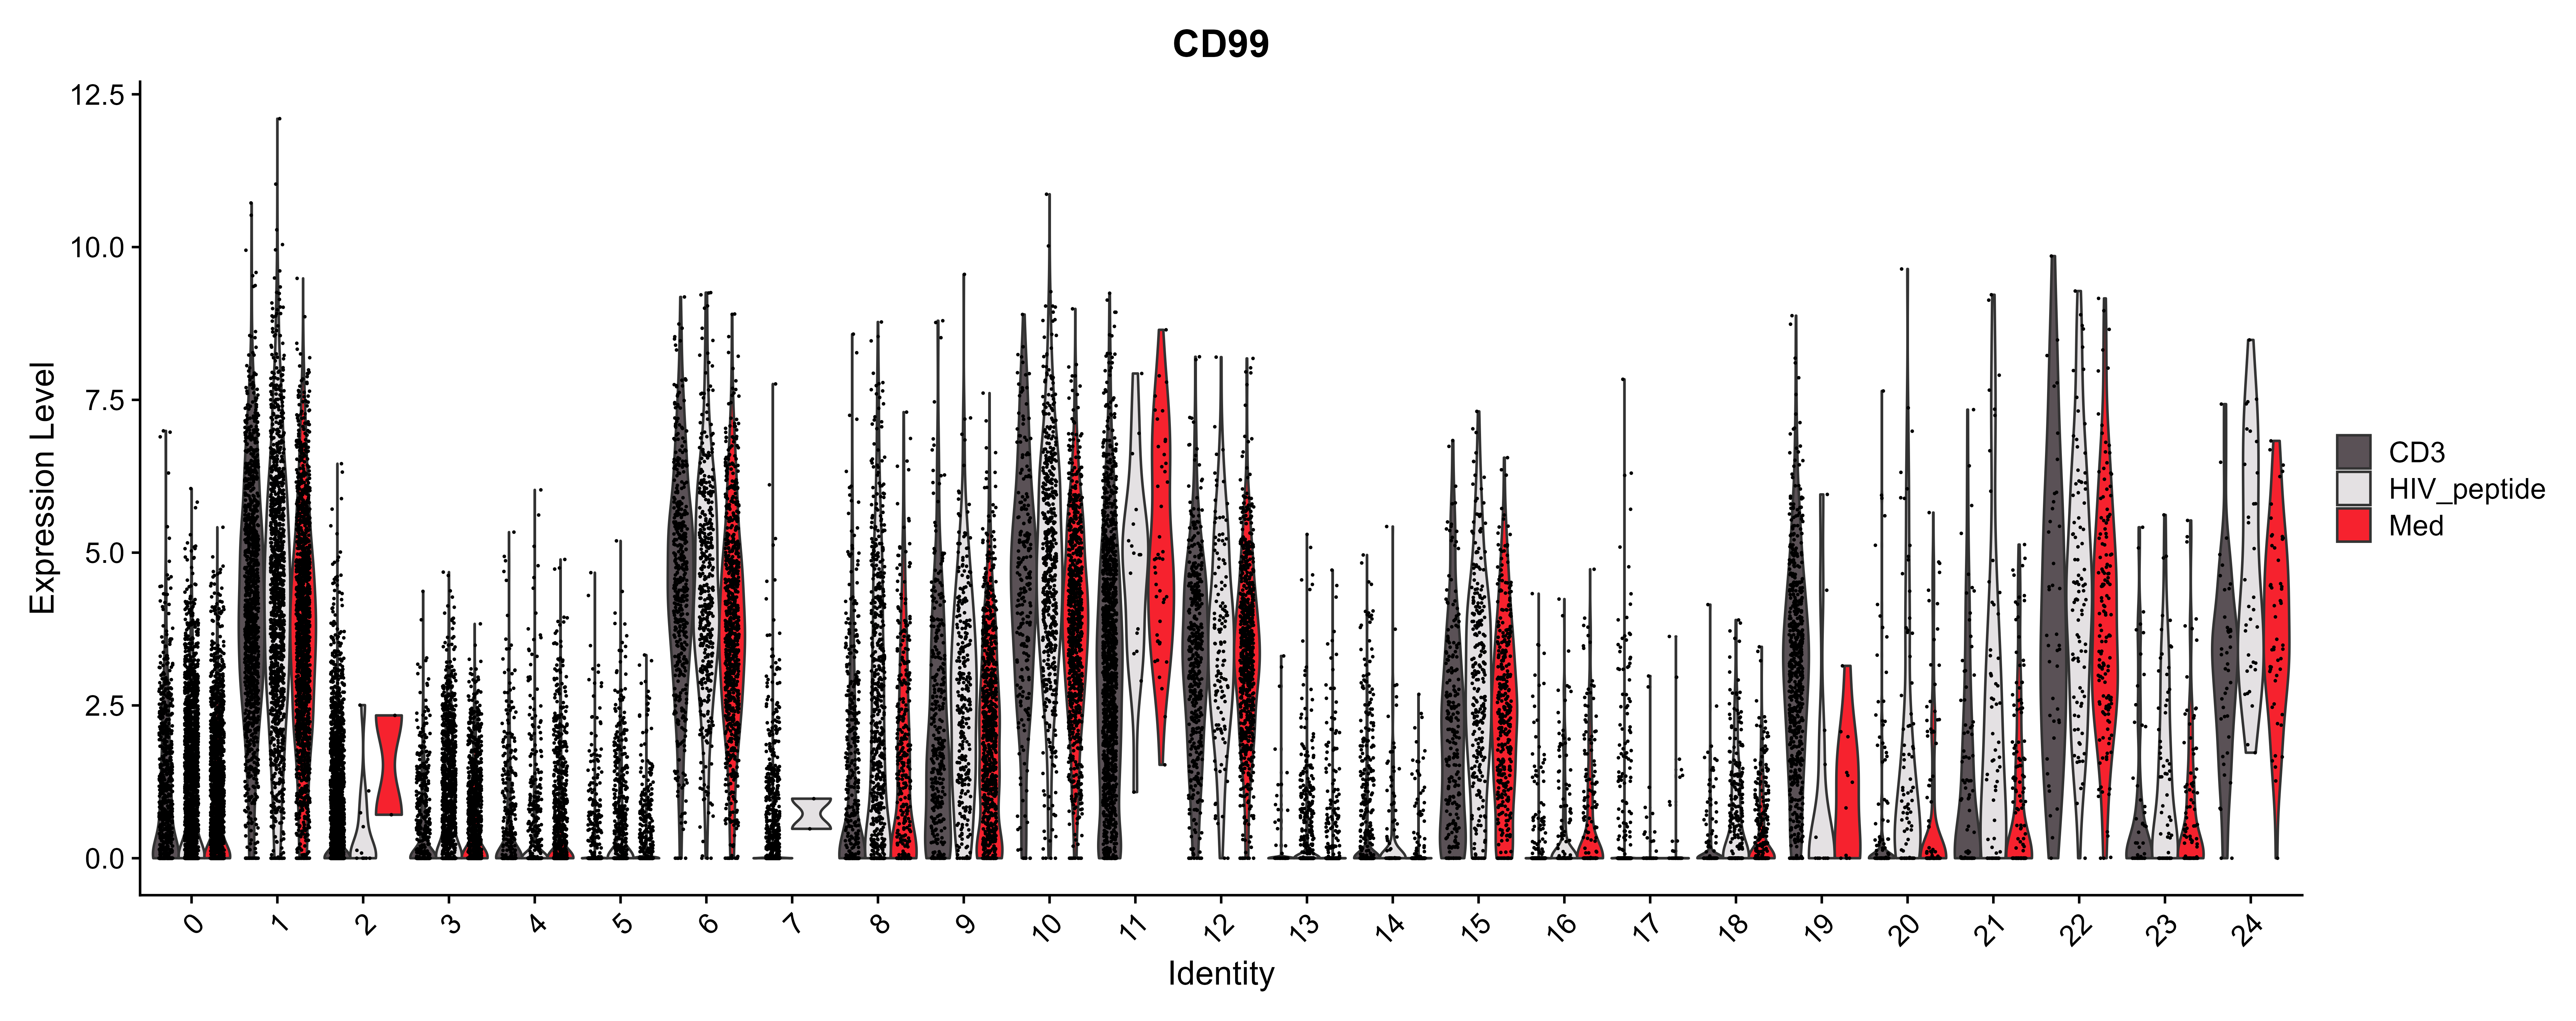 CD99
Expression Level
12.5
10.0
7.5
5.0
2.5
0.0
0 1 2 3 4 5 6 7 8 9 10 11 12 13 14 15 16 17 18 19 20 21 22 23 24
Identity
CD3
HIV_peptide
Med